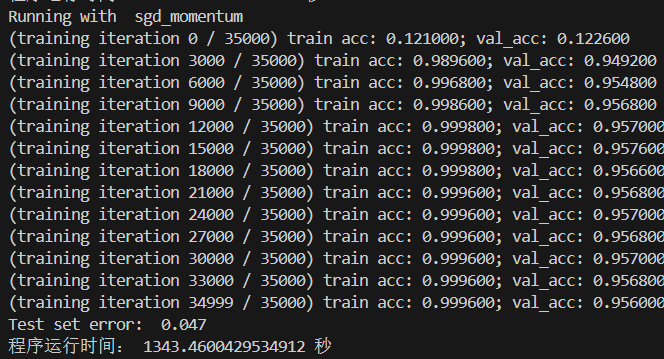 Running with  sgd_momentum
(training iteration 0 / 35000) train acc: 0.121000; val_acc: 0.122600
(training iteration 3000 / 35000) train acc: 0.989600; val_acc: 0.949200
(training iteration 6000 / 35000) train acc: 0.996800; val_acc: 0.954800
(training iteration 9000 / 35000) train acc: 0.998600; val_acc: 0.956800
(training iteration 12000 / 35000) train acc: 0.999800; val_acc: 0.957000
(training iteration 15000 / 35000) train acc: 0.999800; val_acc: 0.957600
(training iteration 18000 / 35000) train acc: 0.999600; val_acc: 0.956600
(training iteration 21000 / 35000) train acc: 0.999600; val_acc: 0.956800
(training iteration 24000 / 35000) train acc: 0.999600; val_acc: 0.957000
(training iteration 27000 / 35000) train acc: 0.999600; val_acc: 0.956800
(training iteration 30000 / 35000) train acc: 0.999600; val_acc: 0.957000
(training iteration 33000 / 35000) train acc: 0.999600; val_acc: 0.956800
(training iteration 34999 / 35000) train acc: 0.999600; val_acc: 0.956000
Test set error:  0.047
程序运行时间： 1343.4600429534912 秒